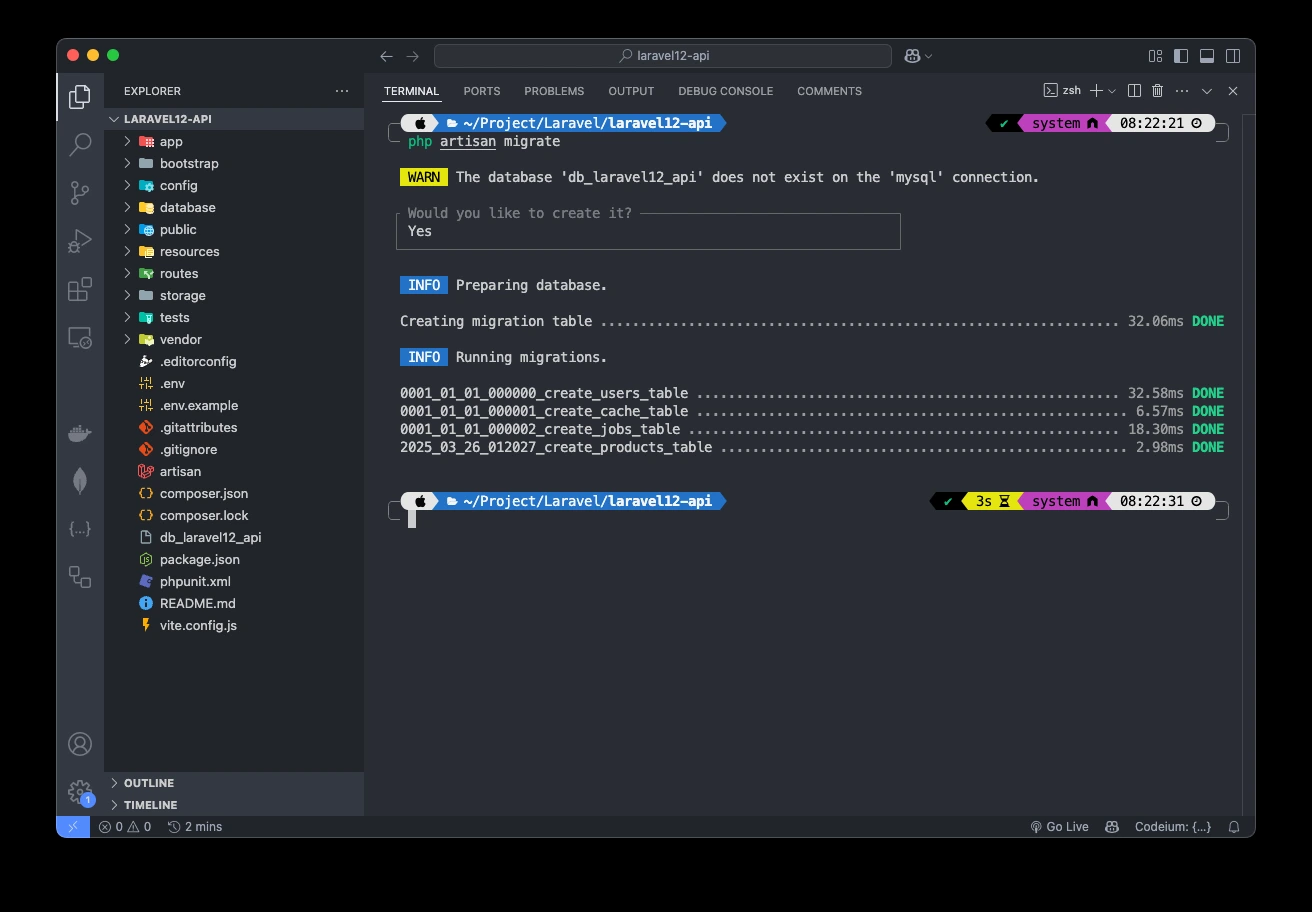 laravel12-api
EXPLORER
LARAVEL12-API
app
bootstrap
config
database
public
resources
routes
storage
tests
vendor
.editorconfig
.env
.env.example
.gitattributes
.gitignore
artisan
composer.json
composer.lock
db_laravel12_api
package.json
phpunit.xml
README.md
vite.config.js
OUTLINE
TIMELINE
TERMINAL PORTS PROBLEMS OUTPUT DEBUG CONSOLE COMMENTS zsh
~/Project/Laravel/laravel12-api ✔ system 08:22:21
php artisan migrate
WARN The database 'db_laravel12_api' does not exist on the 'mysql' connection.
Would you like to create it?
Yes
INFO Preparing database.
Creating migration table ................................................................. 32.06ms DONE
INFO Running migrations.
0001_01_01_000000_create_users_table ..................................................... 32.58ms DONE
0001_01_01_000001_create_cache_table ...................................................... 6.57ms DONE
0001_01_01_000002_create_jobs_table ...................................................... 18.30ms DONE
2025_03_26_012027_create_products_table ................................................... 2.98ms DONE
~/Project/Laravel/laravel12-api ✔ 3s system 08:22:31
1
0 0 2 mins Go Live Codeium: {...}